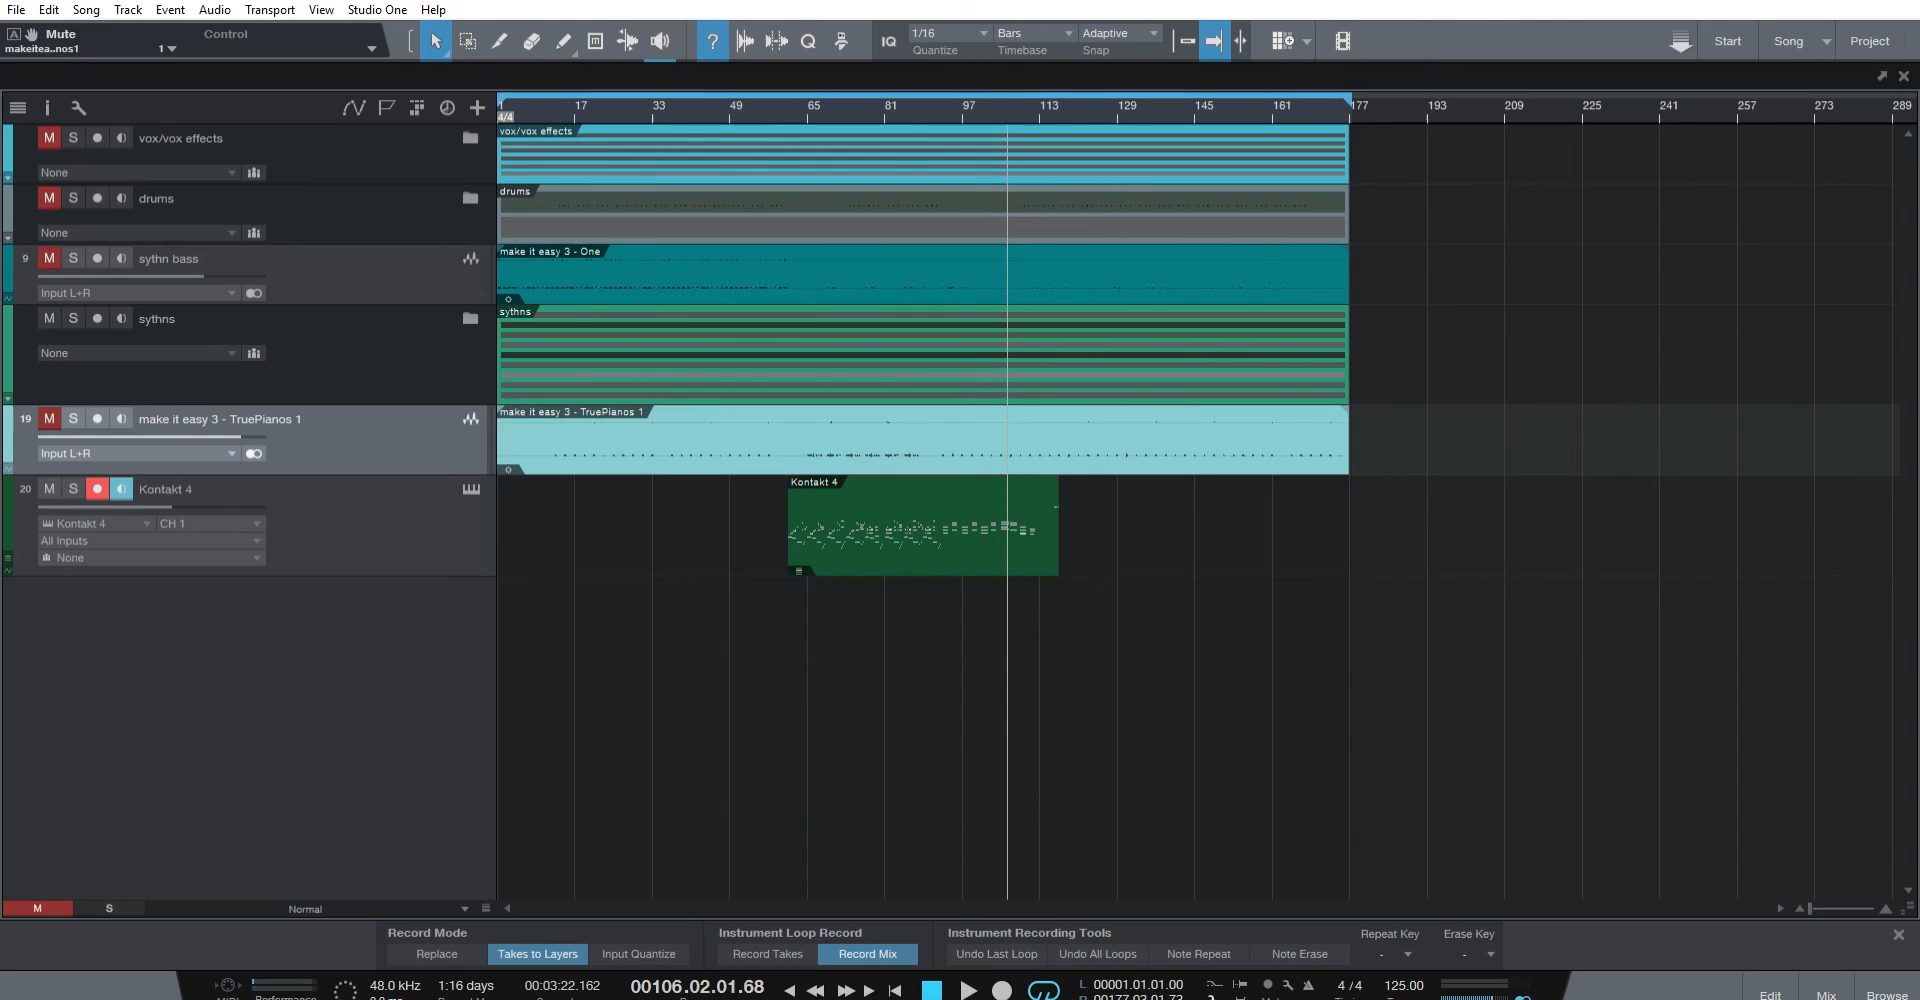 File Edit Song Track Event Audio Transport View Studio One Help
A Mute Control
makeitea..nos1 1
IQ 1/16 Bars Adaptive Start Song Project
Quantize Timebase Snap
17 33 49 65 81 97 113 129 145 161 177 193 209 225 241 257 273 289
4/4
M S vox/vox effects
vox/vox effects
None
M S drums
drums
None
9 M S sythn bass
make it easy 3 - One
Input L+R
M S sythns
sythns
None
19 M S make it easy 3 - TruePianos 1
make it easy 3 - TruePianos 1
Input L+R
20 M S Kontakt 4
Kontakt 4
Kontakt 4 CH 1
All Inputs
None
M S Normal
Record Mode Instrument Loop Record Instrument Recording Tools Repeat Key Erase Key
Replace Takes to Layers Input Quantize Record Takes Record Mix Undo Last Loop Undo All Loops Note Repeat Note Erase - -
48.0 kHz 1:16 days 00:03:22.162 00106.02.01.68 L 00001.01.01.00 4 / 4 125.00
Edit Mix Browse